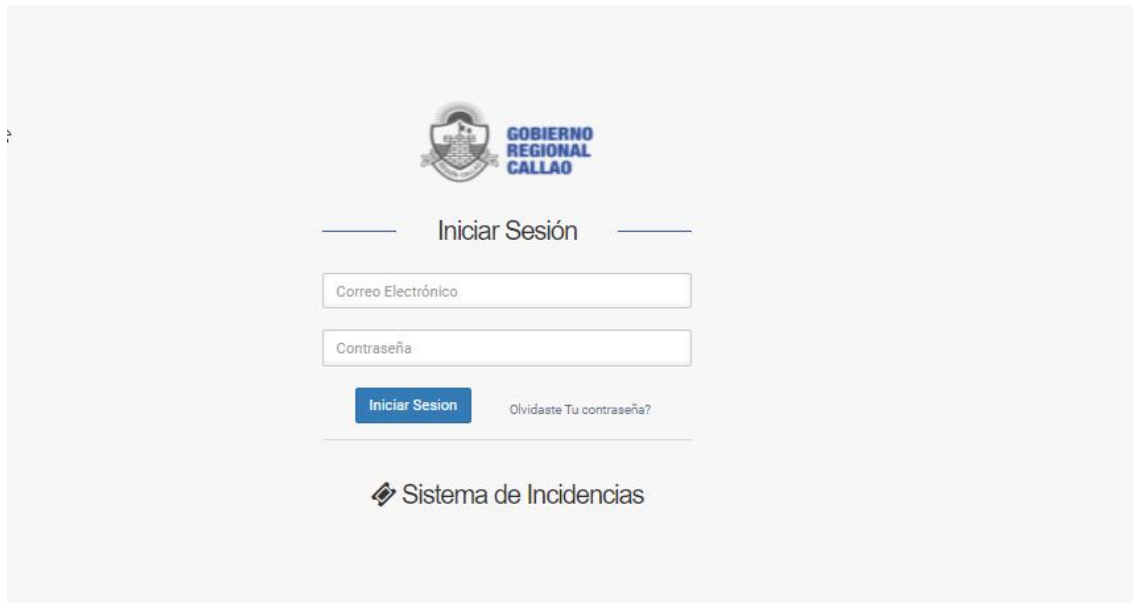 GOBIERNO
REGIONAL
CALLAO
Iniciar Sesión
Correo Electrónico
Contraseña
Iniciar Sesion
Olvidaste Tu contraseña?
Sistema de Incidencias